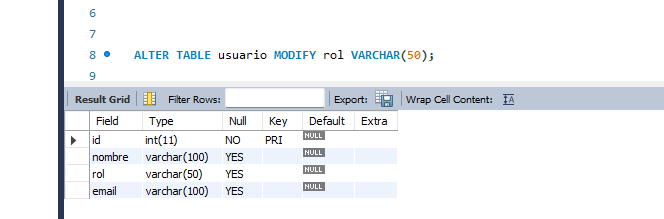 6
7
8 ALTER TABLE usuario MODIFY rol VARCHAR(50);
9
Result Grid Filter Rows: Export: Wrap Cell Content: IA
Field Type Null Key Default Extra
id int(11) NO PRI NULL
nombre varchar(100) YES NULL
rol varchar(50) YES NULL
email varchar(100) YES NULL